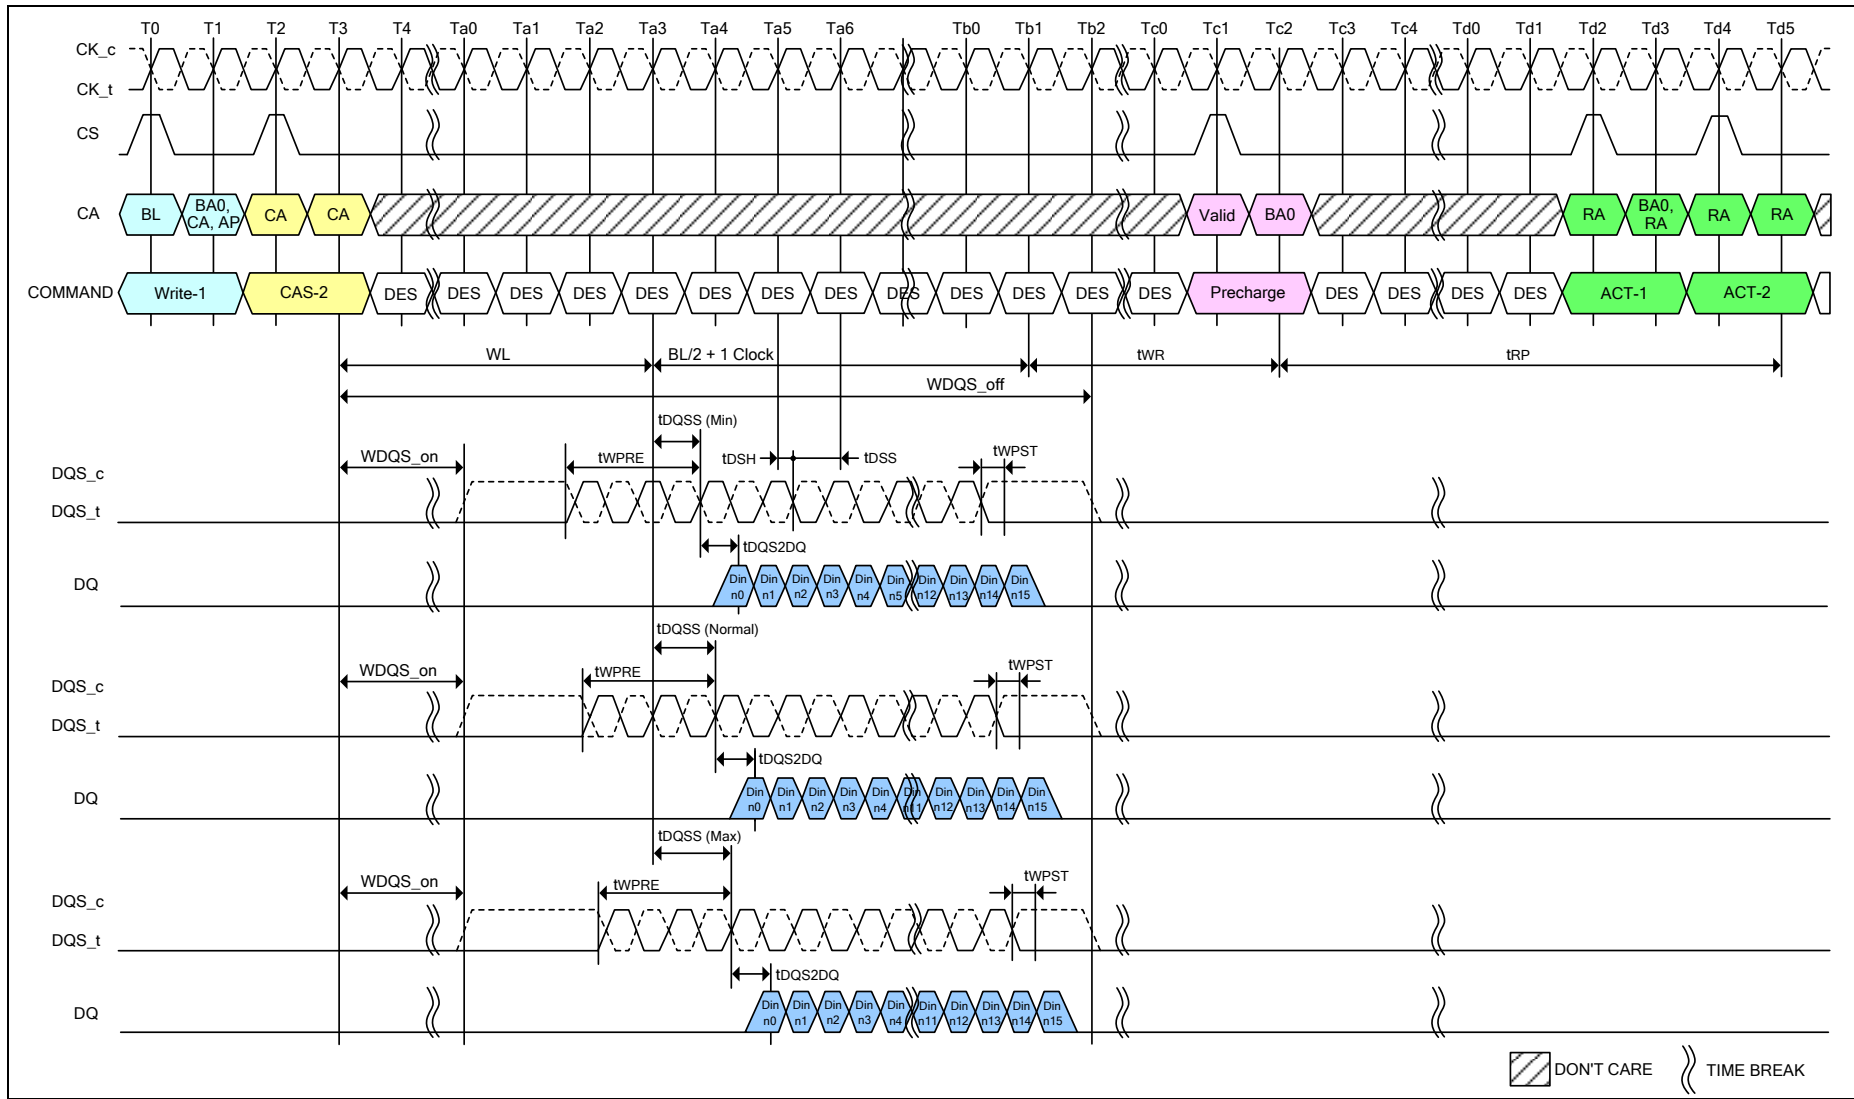 T0 T1 T2 T3 T4 Ta0 Ta1 Ta2 Ta3 Ta4 Ta5 Ta6 Tb0 Tb1 Tb2 Tc0 Tc1 Tc2 Tc3 Tc4 Td0 Td1 Td2 Td3 Td4 Td5
CK_c
CK_t
CS
CA BL BA0, CA, AP CA CA Valid BA0 RA BA0, RA RA RA
COMMAND Write-1 CAS-2 DES DES DES DES DES DES DES DES DES DES DES DES DES Precharge DES DES DES DES ACT-1 ACT-2
WL BL/2 + 1 Clock tWR tRP
WDQS_off
tDQSS (Min)
WDQS_on tWPRE tDSH tDSS tWPST
DQS_c
DQS_t
tDQS2DQ
DQ Din n0 Din n1 Din n2 Din n3 Din n4 Din n5 Din n12 Din n13 Din n14 Din n15
tDQSS (Normal)
WDQS_on tWPRE tWPST
DQS_c
DQS_t
tDQS2DQ
DQ Din n0 Din n1 Din n2 Din n3 Din n4 Din n11 Din n12 Din n13 Din n14 Din n15
tDQSS (Max)
WDQS_on tWPRE tWPST
DQS_c
DQS_t
tDQS2DQ
DQ Din n0 Din n1 Din n2 Din n3 Din n4 Din n11 Din n12 Din n13 Din n14 Din n15
DON'T CARE TIME BREAK